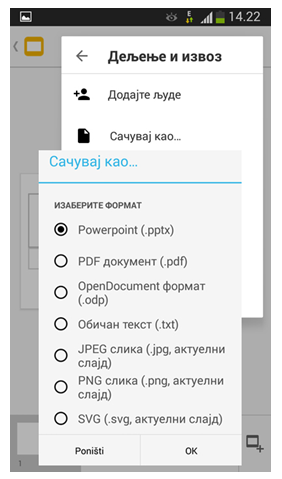 E
14.22
Дељење и извоз
Додајте људе
Сачувај као...
Сачувај као...
ИЗАБЕРИТЕ ФОРМАТ
Powerpoint (.pptx)
PDF документ (.pdf)
OpenDocument формат
(.odp)
Обичан текст (.txt)
JPEG слика (.jpg, актуелни
слајд)
PNG слика (.png, актуелни
слајд)
SVG (.svg, актуелни слајд)
Poništi
ОК
1